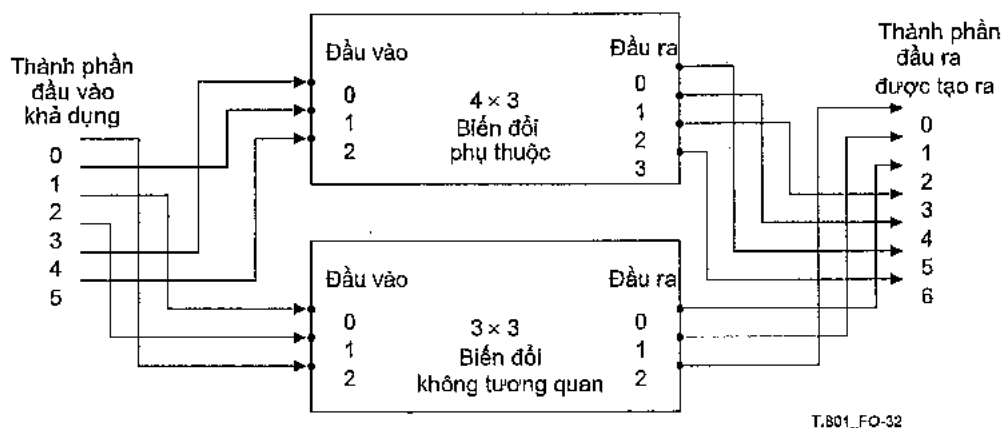 Thành phần
đầu vào
khả dụng
0
1
2
3
4
5
Đầu vào
0
1
2
4 × 3
Biến đổi
phụ thuộc
Đầu ra
0
1
2
3
Đầu vào
0
1
2
3 × 3
Biến đổi
không tương quan
Đầu ra
0
1
2
Thành phần
đầu ra
được tạo ra
0
1
2
3
4
5
6
T.801_FO-32